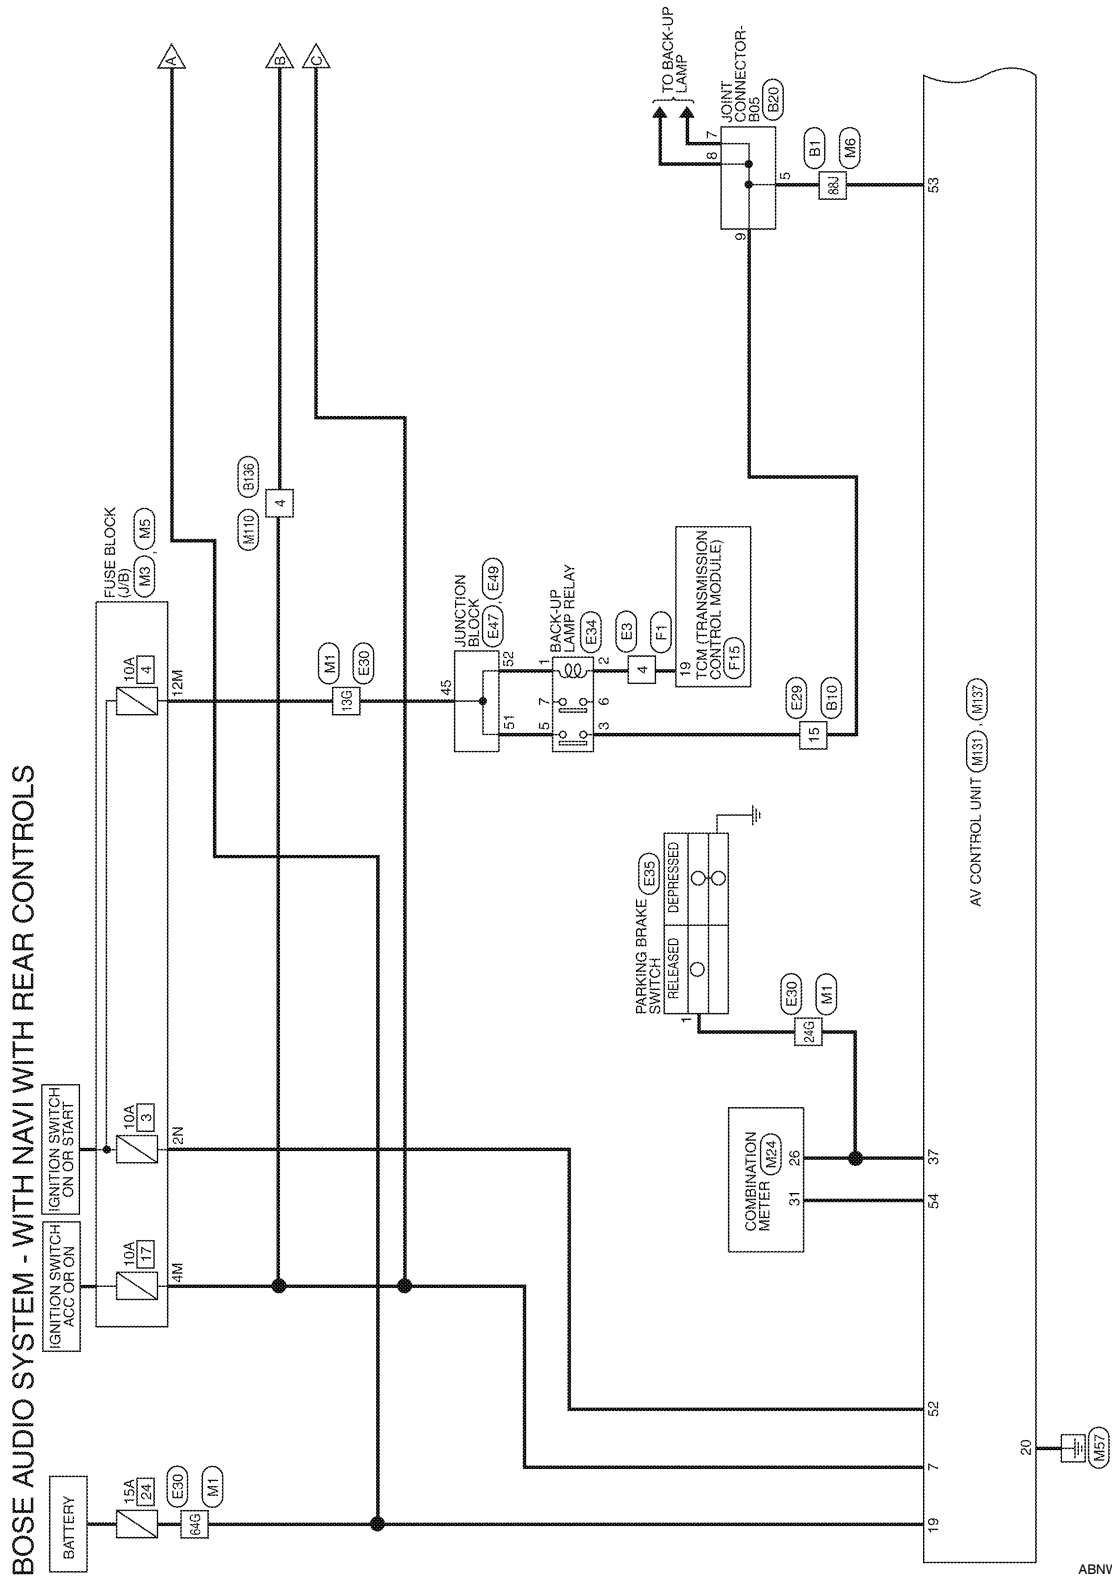 BOSE AUDIO SYSTEM - WITH NAVI WITH REAR CONTROLS
BATTERY
15A
24
E30
64G
M1
IGNITION SWITCH
ACC OR ON
10A
17
4M
IGNITION SWITCH
ON OR START
10A
3
2N
10A
4
12M
FUSE BLOCK
(J/B)
M3 , M5
A
B
C
M110
B136
4
M1
13G
E30
45
JUNCTION
BLOCK
E47 , E49
51
52
BACK-UP
LAMP RELAY
E34
5
7
1
3
6
2
E3
4
F1
19
TCM (TRANSMISSION
CONTROL MODULE)
F15
E29
15
B10
TO BACK-UP
LAMP
8
7
JOINT
CONNECTOR-
B05
B20
9
5
B1
88J
M6
53
PARKING BRAKE
SWITCH
E35
RELEASED
DEPRESSED
1
E30
24G
M1
COMBINATION
METER
M24
31
26
19
7
52
54
37
AV CONTROL UNIT M131 , M137
20
M57
ABNW